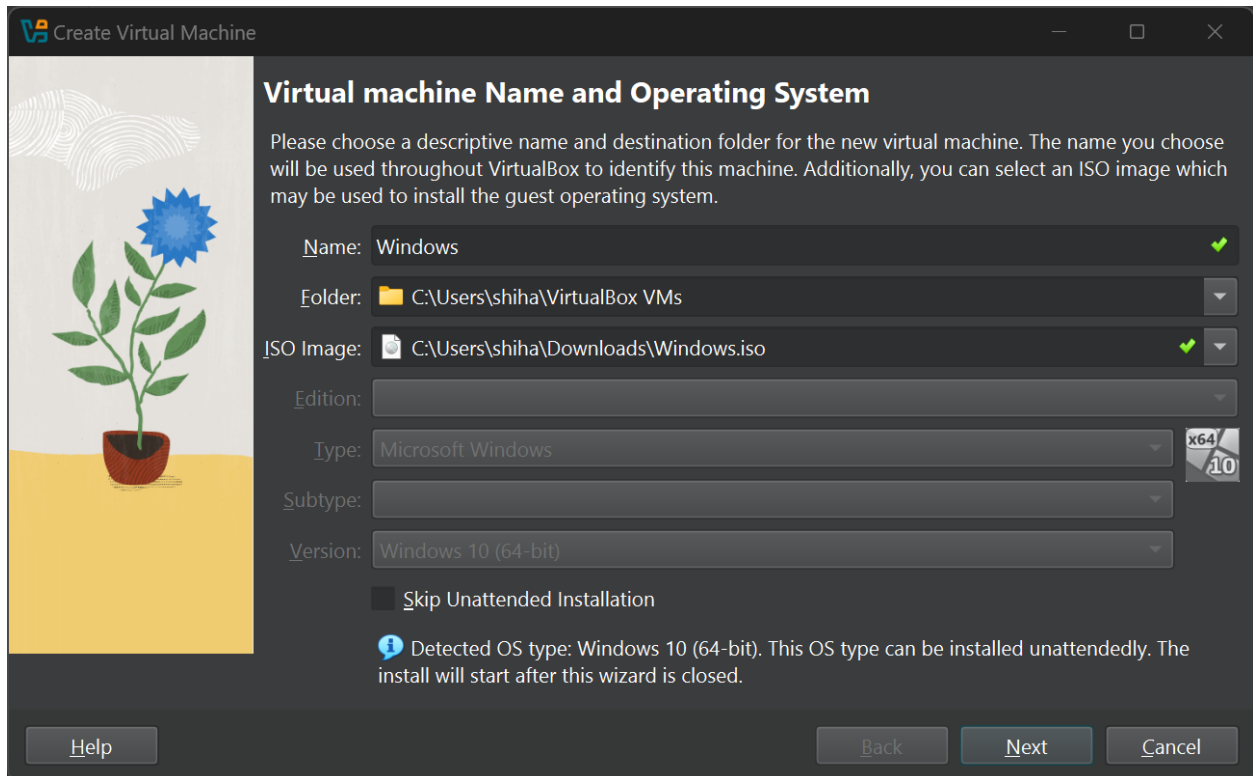 Create Virtual Machine
Virtual machine Name and Operating System
Please choose a descriptive name and destination folder for the new virtual machine. The name you choose
will be used throughout VirtualBox to identify this machine. Additionally, you can select an ISO image which
may be used to install the guest operating system.
Name: Windows
Folder: C:\Users\shiha\VirtualBox VMs
ISO Image: C:\Users\shiha\Downloads\Windows.iso
Edition:
Type: Microsoft Windows
x64
10
Subtype:
Version: Windows 10 (64-bit)
Skip Unattended Installation
Detected OS type: Windows 10 (64-bit). This OS type can be installed unattendedly. The
install will start after this wizard is closed.
Help Back Next Cancel